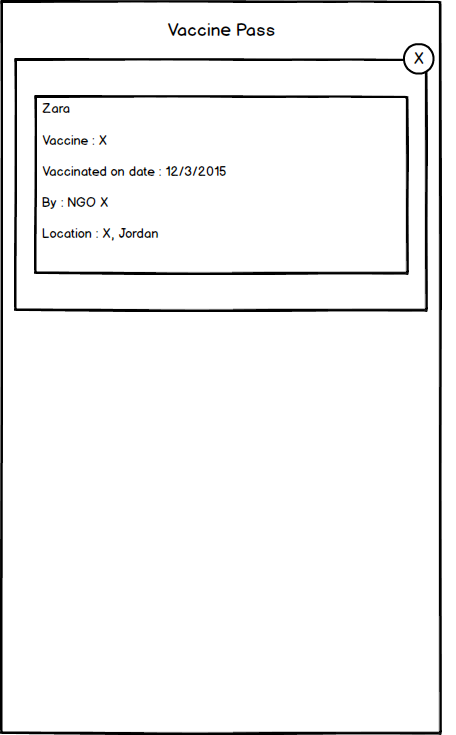 Vaccine Pass
X
Zara
Vaccine : X
Vaccinated on date : 12/3/2015
By : NGO X
Location : X, Jordan